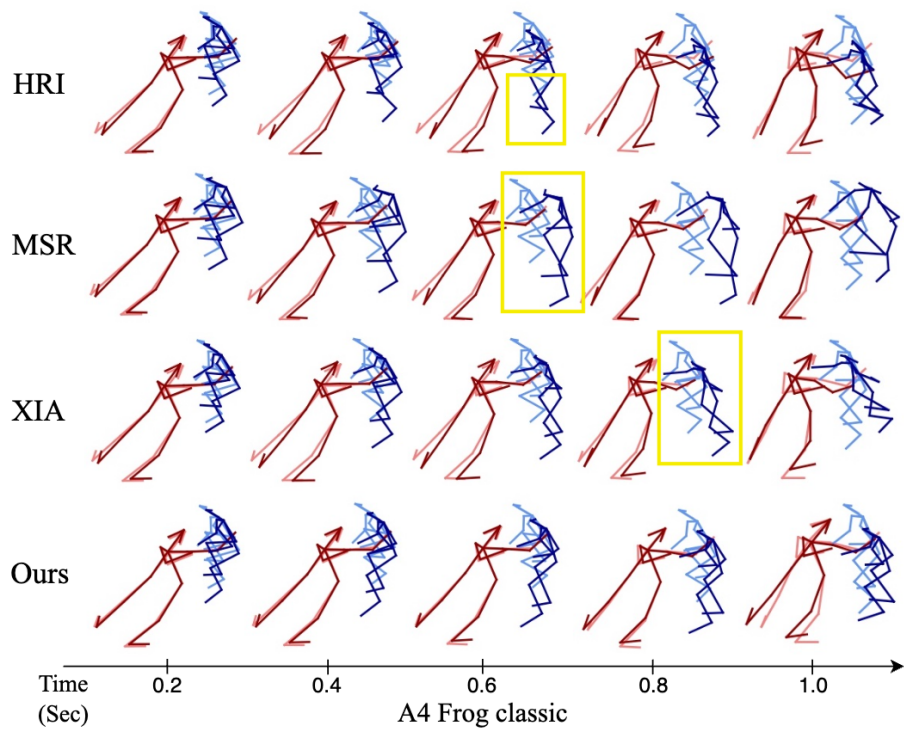 HRI
MSR
XIA
Ours
Time
(Sec)
0.2 0.4 0.6 0.8 1.0
A4 Frog classic